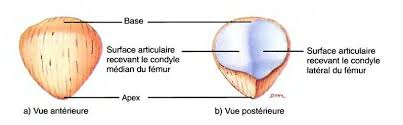 Base
Surface articulaire
recevant le condyle
médian du fémur
Surface articulaire
recevant le condyle
latéral du fémur
Apex
a) Vue antérieure
b) Vue postérieure